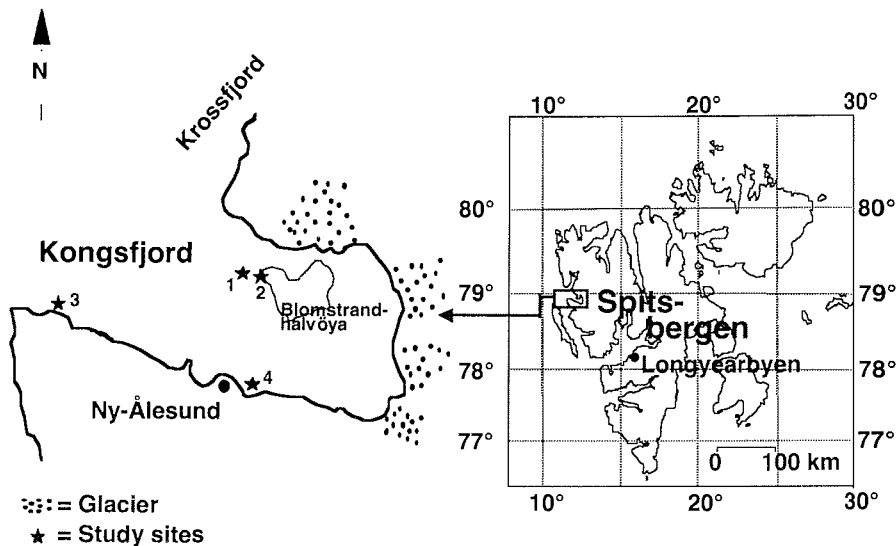 N
Krossfjord
Kongsfjord
1
2
Blomstrand-
halvöya
3
4
Ny-Ålesund
= Glacier
= Study sites
10° 20° 30°
80° 80°
79° 79°
Spits-
bergen
78° 78°
Longyearbyen
77° 77°
0 100 km
10° 20° 30°